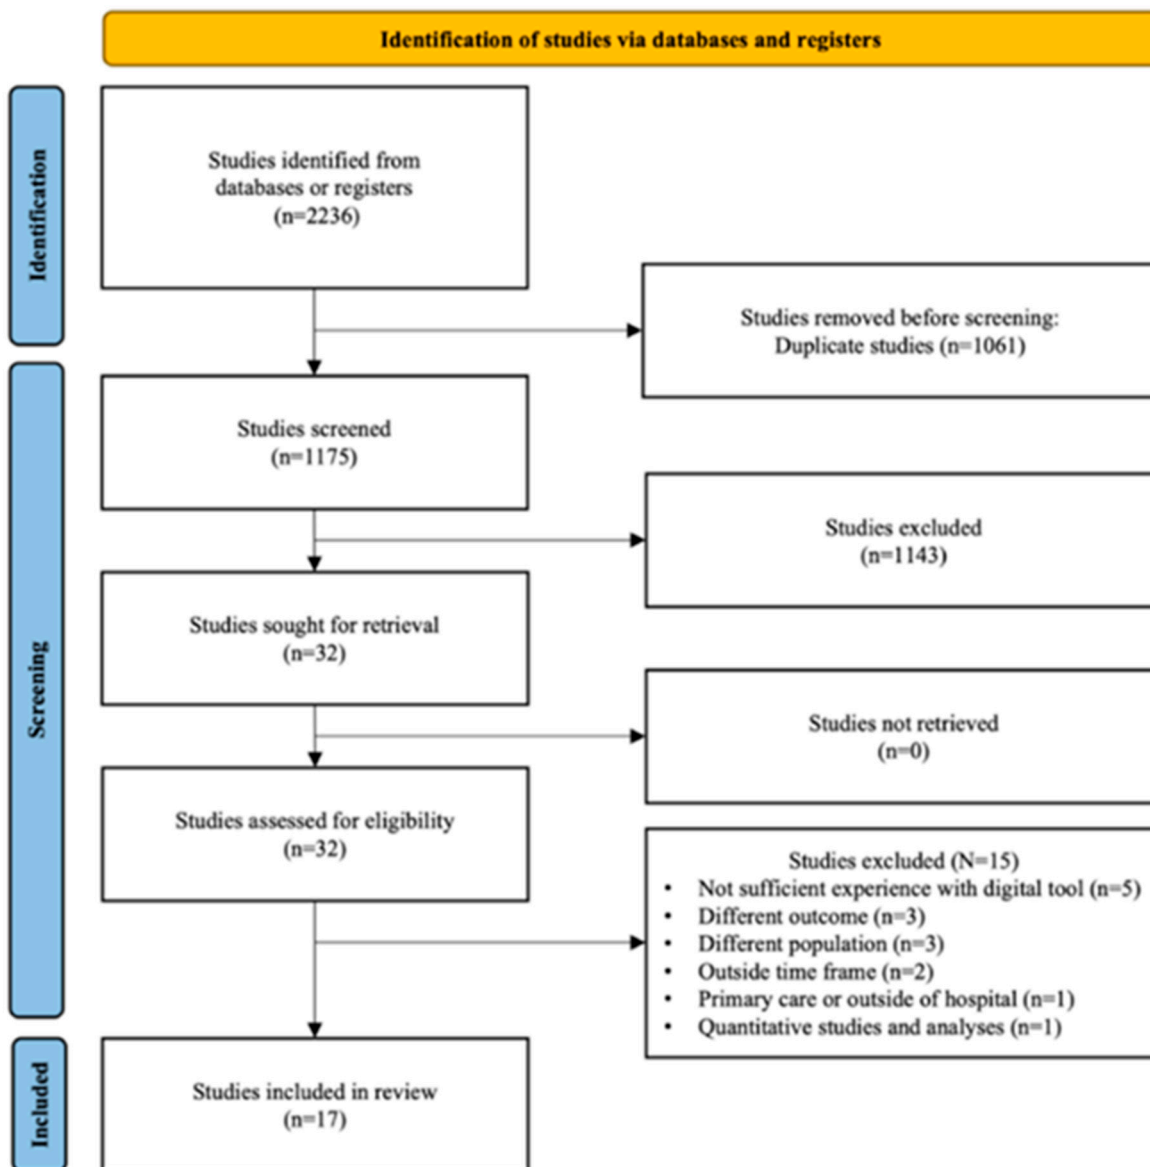 Identification of studies via databases and registers
Identification
Studies identified from
databases or registers
(n=2236)
Studies removed before screening:
Duplicate studies (n=1061)
Screening
Studies screened
(n=1175)
Studies excluded
(n=1143)
Studies sought for retrieval
(n=32)
Studies not retrieved
(n=0)
Studies assessed for eligibility
(n=32)
Studies excluded (N=15)
• Not sufficient experience with digital tool (n=5)
• Different outcome (n=3)
• Different population (n=3)
• Outside time frame (n=2)
• Primary care or outside of hospital (n=1)
• Quantitative studies and analyses (n=1)
Included
Studies included in review
(n=17)